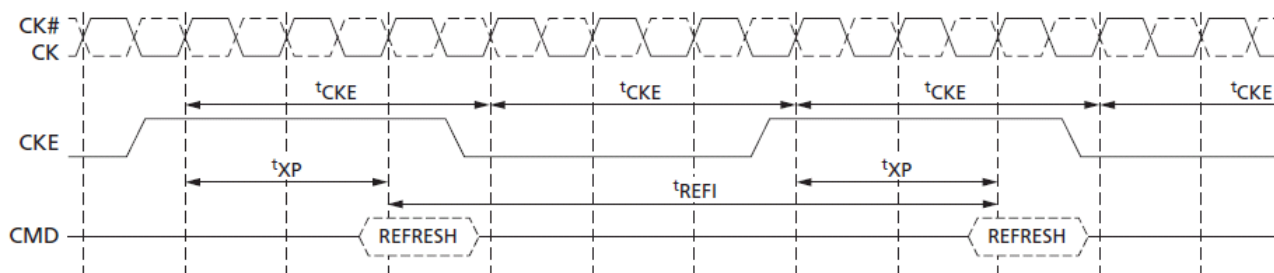 CK#
CK
tCKE tCKE tCKE tCKE
CKE
tXP tXP
tREFI
CMD REFRESH REFRESH